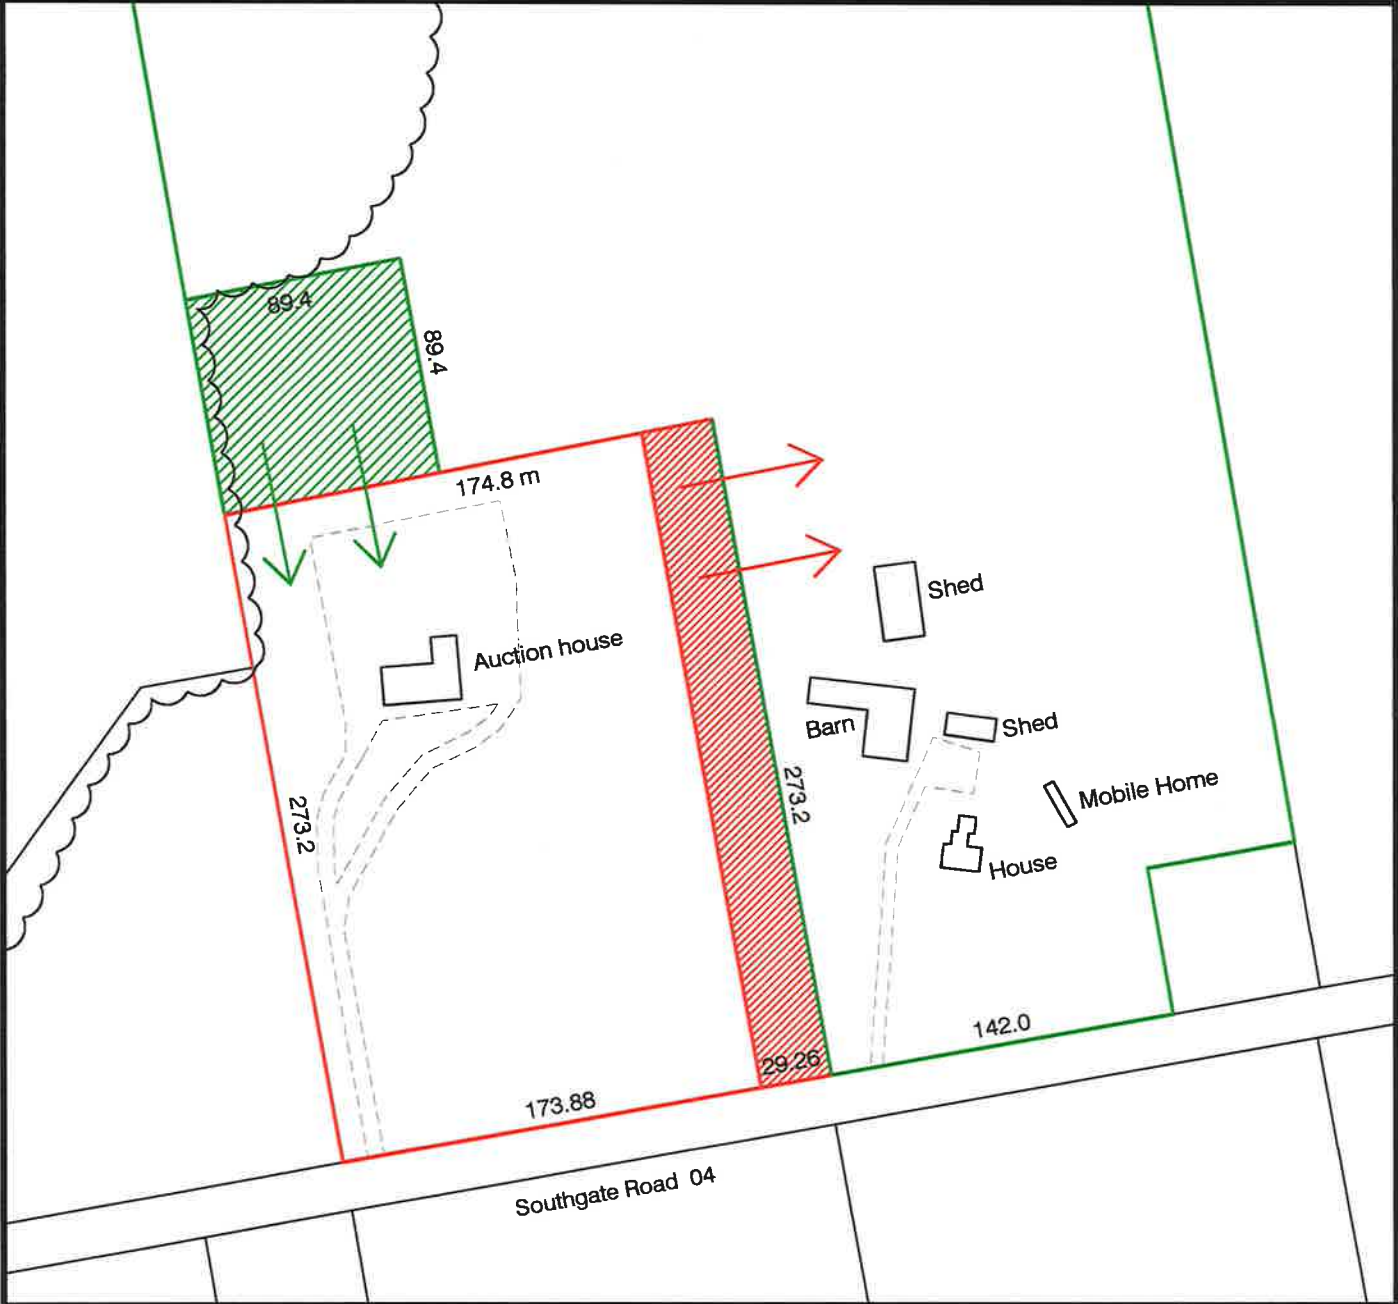 89.4
89.4
174.8 m
Shed
Auction house
Barn
Shed
273.2
273.2
Mobile Home
House
142.0
29.26
173.88
Southgate Road 04